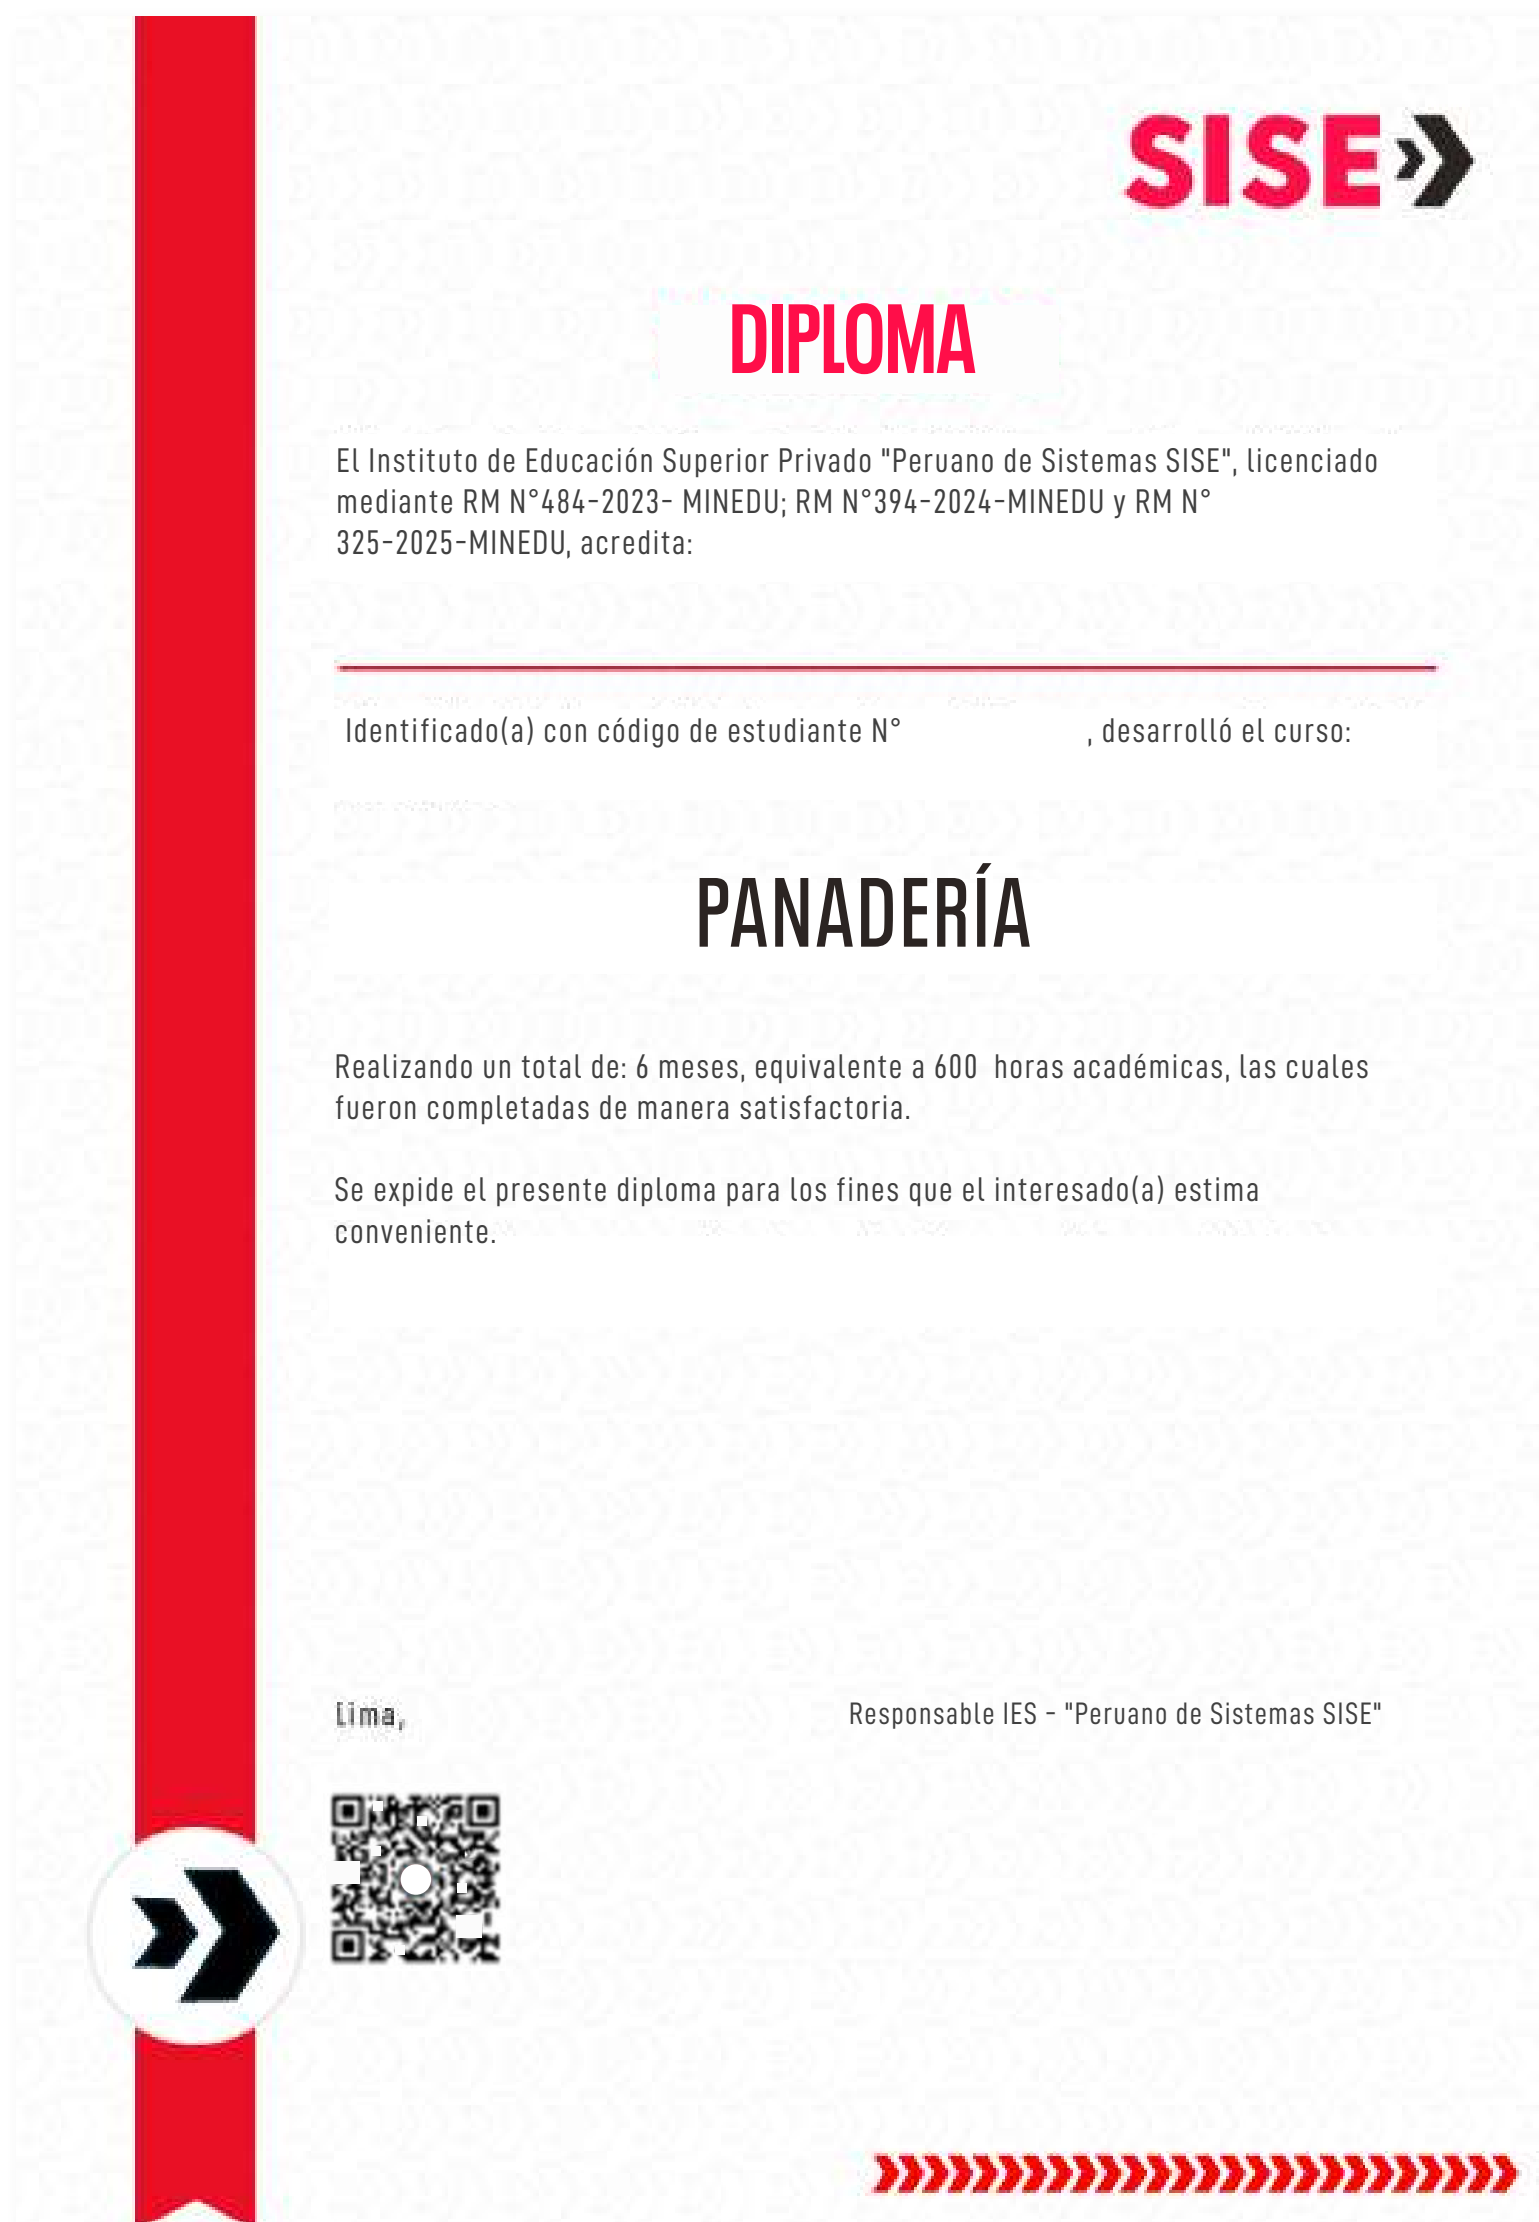 SISE
DIPLOMA
El Instituto de Educación Superior Privado "Peruano de Sistemas SISE", licenciado
mediante RM N°484-2023- MINEDU; RM N°394-2024-MINEDU y RM N°
325-2025-MINEDU, acredita:
Identificado(a) con código de estudiante N° , desarrolló el curso:
PANADERÍA
Realizando un total de: 6 meses, equivalente a 600 horas académicas, las cuales
fueron completadas de manera satisfactoria.
Se expide el presente diploma para los fines que el interesado(a) estima
conveniente.
Lima,
Responsable IES - "Peruano de Sistemas SISE"